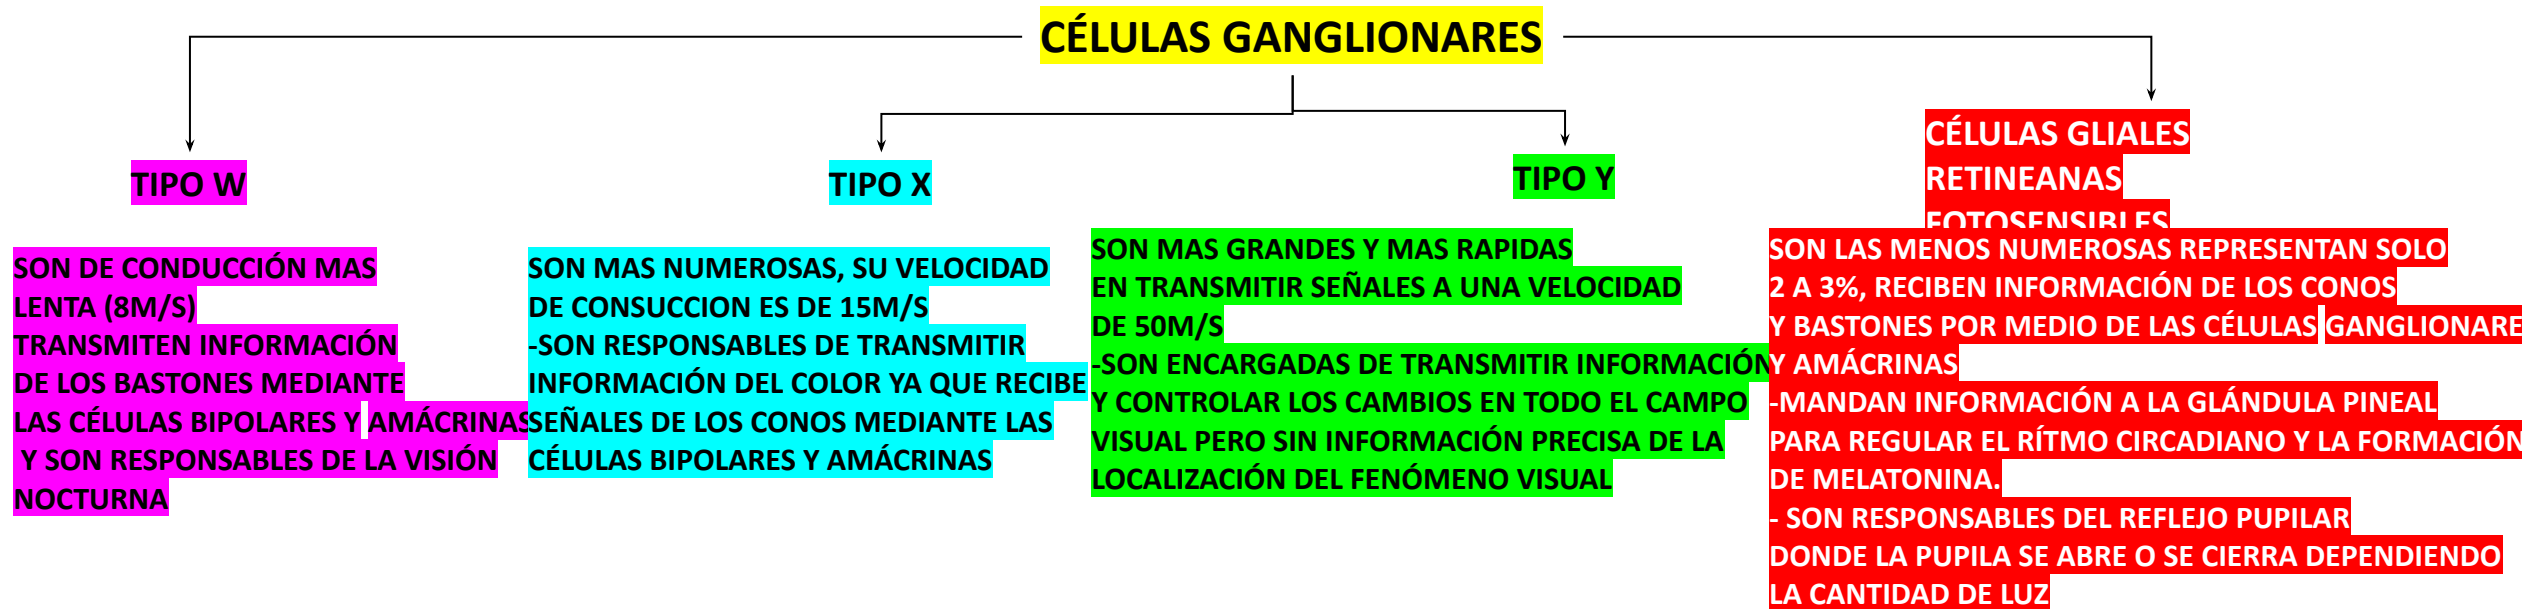 CÉLULAS GANGLIONARES
TIPO W
SON DE CONDUCCIÓN MAS
LENTA (8M/S)
TRANSMITEN INFORMACIÓN
DE LOS BASTONES MEDIANTE
LAS CÉLULAS BIPOLARES Y AMÁCRINAS
Y SON RESPONSABLES DE LA VISIÓN
NOCTURNA
TIPO X
SON MAS NUMEROSAS, SU VELOCIDAD
DE CONSUCCION ES DE 15M/S
-SON RESPONSABLES DE TRANSMITIR
INFORMACIÓN DEL COLOR YA QUE RECIBE
SEÑALES DE LOS CONOS MEDIANTE LAS
CÉLULAS BIPOLARES Y AMÁCRINAS
TIPO Y
SON MAS GRANDES Y MAS RAPIDAS
EN TRANSMITIR SEÑALES A UNA VELOCIDAD
DE 50M/S
-SON ENCARGADAS DE TRANSMITIR INFORMACIÓN
Y CONTROLAR LOS CAMBIOS EN TODO EL CAMPO
VISUAL PERO SIN INFORMACIÓN PRECISA DE LA
LOCALIZACIÓN DEL FENÓMENO VISUAL
CÉLULAS GLIALES
RETINEANAS
FOTOSENSIBLES
SON LAS MENOS NUMEROSAS REPRESENTAN SOLO
2 A 3%, RECIBEN INFORMACIÓN DE LOS CONOS
Y BASTONES POR MEDIO DE LAS CÉLULAS GANGLIONARE
Y AMÁCRINAS
-MANDAN INFORMACIÓN A LA GLÁNDULA PINEAL
PARA REGULAR EL RÍTMO CIRCADIANO Y LA FORMACIÓN
DE MELATONINA.
- SON RESPONSABLES DEL REFLEJO PUPILAR
DONDE LA PUPILA SE ABRE O SE CIERRA DEPENDIENDO
LA CANTIDAD DE LUZ